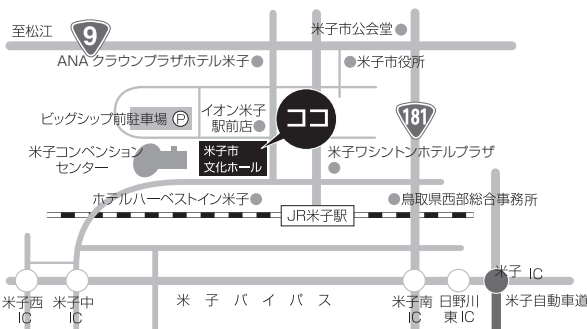 至松江
9
米子市公会堂
ANAクラウンプラザホテル米子
米子市役所
ビッグシップ前駐車場 P
イオン米子
駅前店
ココ
181
米子コンベンション
センター
米子市
文化ホール
米子ワシントンホテルプラザ
ホテルハーベストイン米子
鳥取県西部総合事務所
JR米子駅
米子 IC
米子西
IC
米子中
IC
米子バイパス
米子南
IC
日野川
東IC
米子自動車道